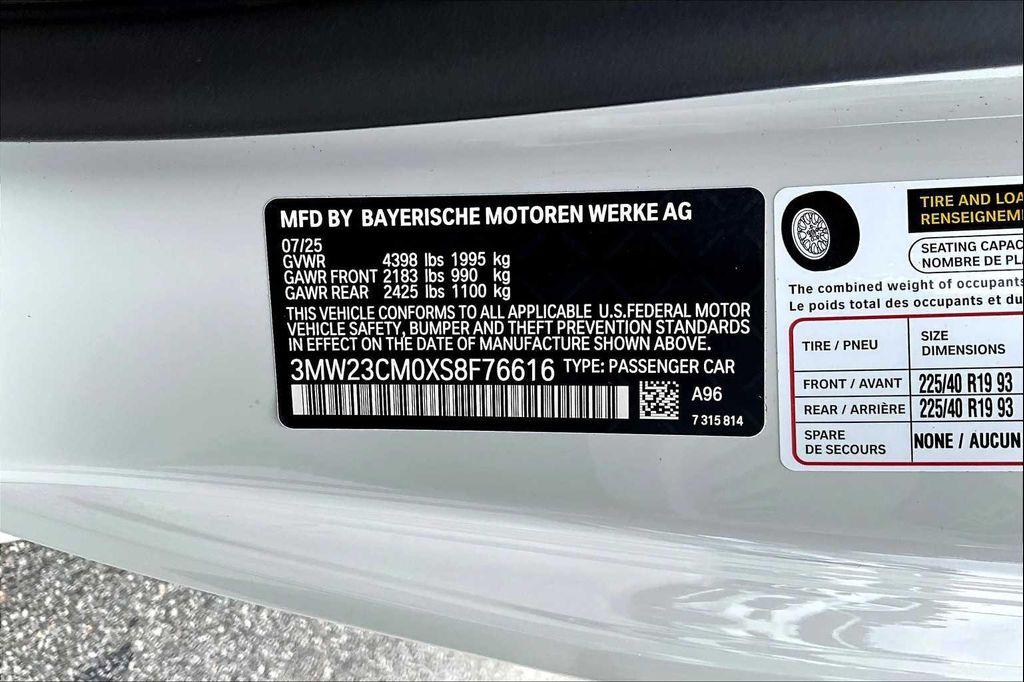 MFD BY BAYERISCHE MOTOREN WERKE AG
07/25
GVWR 4398 lbs 1995 kg
GAWR FRONT 2183 lbs 990 kg
GAWR REAR 2425 lbs 1100 kg
THIS VEHICLE CONFORMS TO ALL APPLICABLE U.S.FEDERAL MOTOR
VEHICLE SAFETY, BUMPER AND THEFT PREVENTION STANDARDS
IN EFFECT ON THE DATE OF MANUFACTURE SHOWN ABOVE.
3MW23CM0XS8F76616 TYPE: PASSENGER CAR
A96
7 315 814
TIRE AND LOA
RENSEIGNEME
SEATING CAPAC
NOMBRE DE PLA
The combined weight of occupants
Le poids total des occupants et du
TIRE / PNEU SIZE
DIMENSIONS
FRONT / AVANT 225/40 R19 93
REAR / ARRIÈRE 225/40 R19 93
SPARE
DE SECOURS NONE / AUCUN